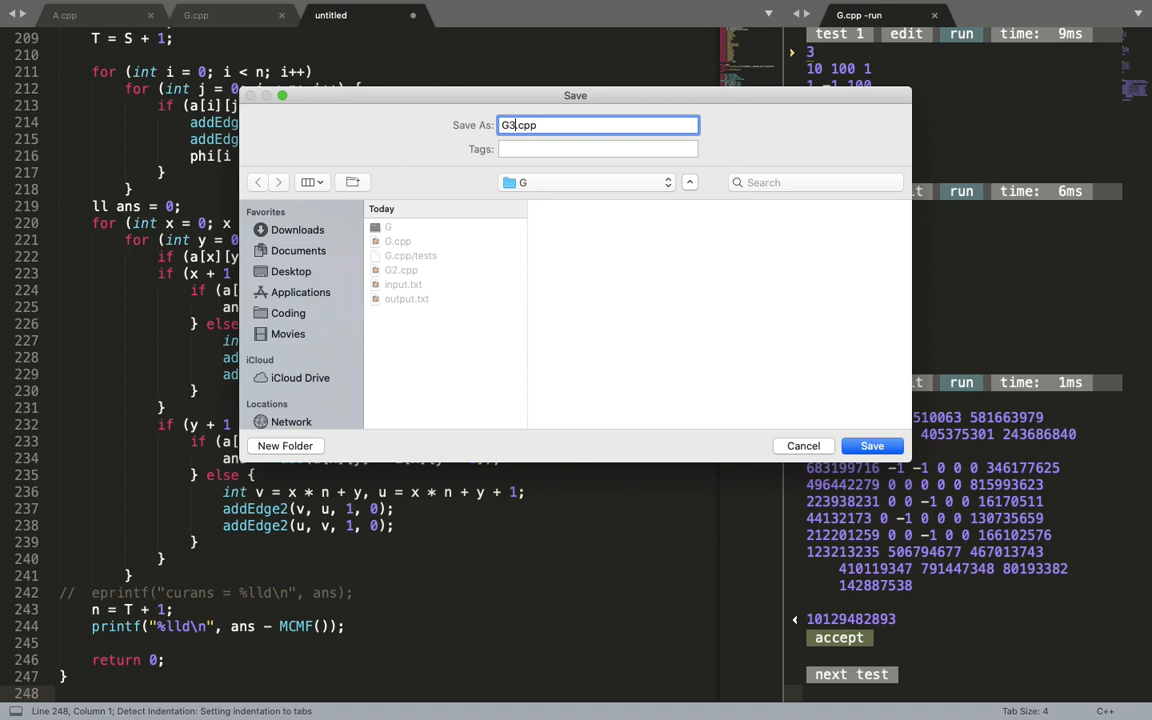 A.cpp
G.cpp
untitled
G.cpp -run
209 T = S + 1;
210
211 for (int i = 0; i < n; i++)
212 for (int j = 0;
213 if (a[i][j
214 addEdg
215 addEdg
216 phi[i
217 }
218 }
219 ll ans = 0;
220 for (int x = 0; x
221 for (int y = 0
222 if (a[x][y
223 if (x + 1
224 if (a[
225 an
226 } else
227 in
228 ad
229 ad
230 }
231 }
232 if (y + 1
233 if (a[
234 an
235 } else {
236 int v = x * n + y, u = x * n + y + 1;
237 addEdge2(v, u, 1, 0);
238 addEdge2(u, v, 1, 0);
239 }
240 }
241 }
242 // eprintf("curans = %lld\n", ans);
243 n = T + 1;
244 printf("%lld\n", ans - MCMF());
245
246 return 0;
247 }
248
Save
Save As: G3.cpp
Tags:
G
Search
Favorites
Downloads
Documents
Desktop
Applications
Coding
Movies
iCloud
iCloud Drive
Locations
Network
Today
G
G.cpp
G.cpp/tests
G2.cpp
input.txt
output.txt
New Folder
Cancel
Save
test 1 edit run time: 9ms
3
10 100 1
1 -1 100
run time: 6ms
run time: 1ms
510063 581663979
405375301 243686840
683199716 -1 -1 0 0 0 346177625
496442279 0 0 0 0 0 815993623
223938231 0 0 -1 0 0 16170511
44132173 0 -1 0 0 0 130735659
212201259 0 0 -1 0 0 166102576
123213235 506794677 467013743
410119347 791447348 80193382
142887538
10129482893
accept
next test
Line 248, Column 1; Detect Indentation: Setting indentation to tabs
Tab Size: 4
C++